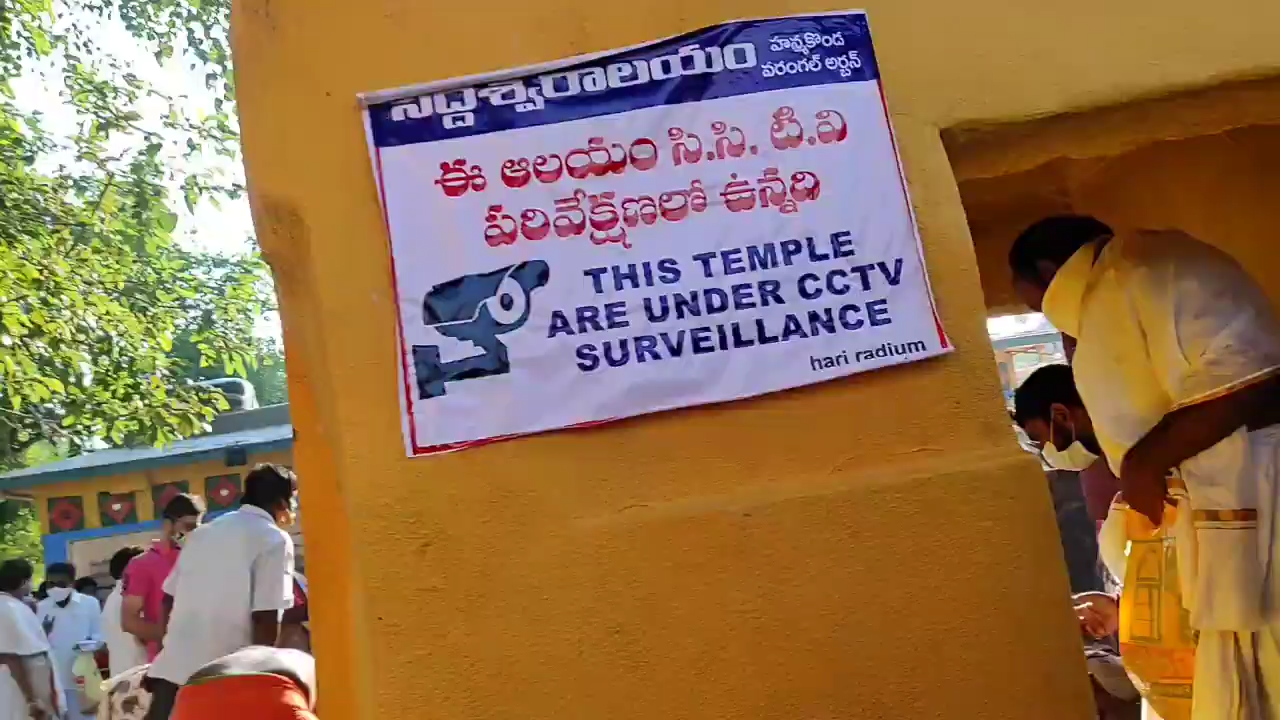 సిద్దేశ్వరాలయం
హన్మకొండ
వరంగల్ అర్బన్
ఈ ఆలయం సి.సి. టి.వి
పరివేక్షణలో ఉన్నది
THIS TEMPLE
ARE UNDER CCTV
SURVEILLANCE
hari radium